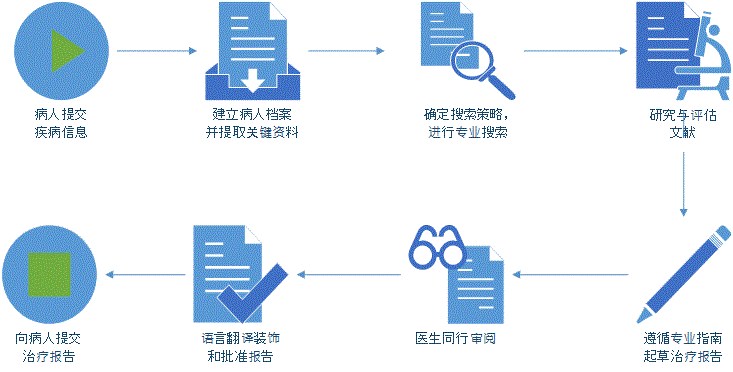 病人提交
疾病信息
建立病人档案
并提取关键资料
确定搜索策略，
进行专业搜索
研究与评估
文献
遵循专业指南
起草治疗报告
医生同行审阅
语言翻译装饰
和批准报告
向病人提交
治疗报告